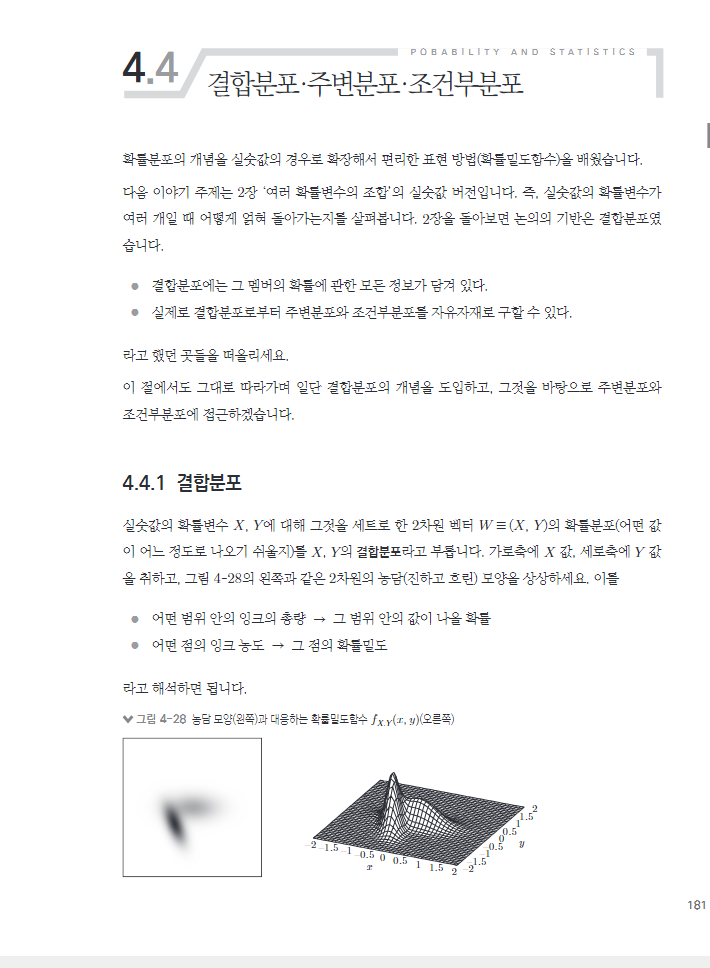 4.4
POBABILITY AND STATISTICS
결합분포·주변분포·조건부분포
확률분포의 개념을 실숫값의 경우로 확장해서 편리한 표현 방법(확률밀도함수)을 배웠습니다.
다음 이야기 주제는 2장 ‘여러 확률변수의 조합’의 실숫값 버전입니다. 즉, 실숫값의 확률변수가
여러 개일 때 어떻게 얽혀 돌아가는지를 살펴봅니다. 2장을 돌아보면 논의의 기반은 결합분포였
습니다.
● 결합분포에는 그 멤버의 확률에 관한 모든 정보가 담겨 있다.
● 실제로 결합분포로부터 주변분포와 조건부분포를 자유자재로 구할 수 있다.
라고 했던 곳들을 떠올리세요.
이 절에서도 그대로 따라가며 일단 결합분포의 개념을 도입하고, 그것을 바탕으로 주변분포와
조건부분포에 접근하겠습니다.
4.4.1 결합분포
실숫값의 확률변수 X, Y에 대해 그것을 세트로 한 2차원 벡터 W ≡ (X, Y)의 확률분포(어떤 값
이 어느 정도로 나오기 쉬울지)를 X, Y의 결합분포라고 부릅니다. 가로축에 X 값, 세로축에 Y 값
을 취하고, 그림 4-28의 왼쪽과 같은 2차원의 농담(진하고 흐린) 모양을 상상하세요. 이를
● 어떤 범위 안의 잉크의 총량 → 그 범위 안의 값이 나올 확률
● 어떤 점의 잉크 농도 → 그 점의 확률밀도
라고 해석하면 됩니다.
그림 4-28 농담 모양(왼쪽)과 대응하는 확률밀도함수 f_X,Y(x, y)(오른쪽)
-2 -1.5 -1 -0.5 0 0.5 1 1.5 2
x
-2 -1.5 -1 -0.5 0 0.5 1 1.5 2
y
181